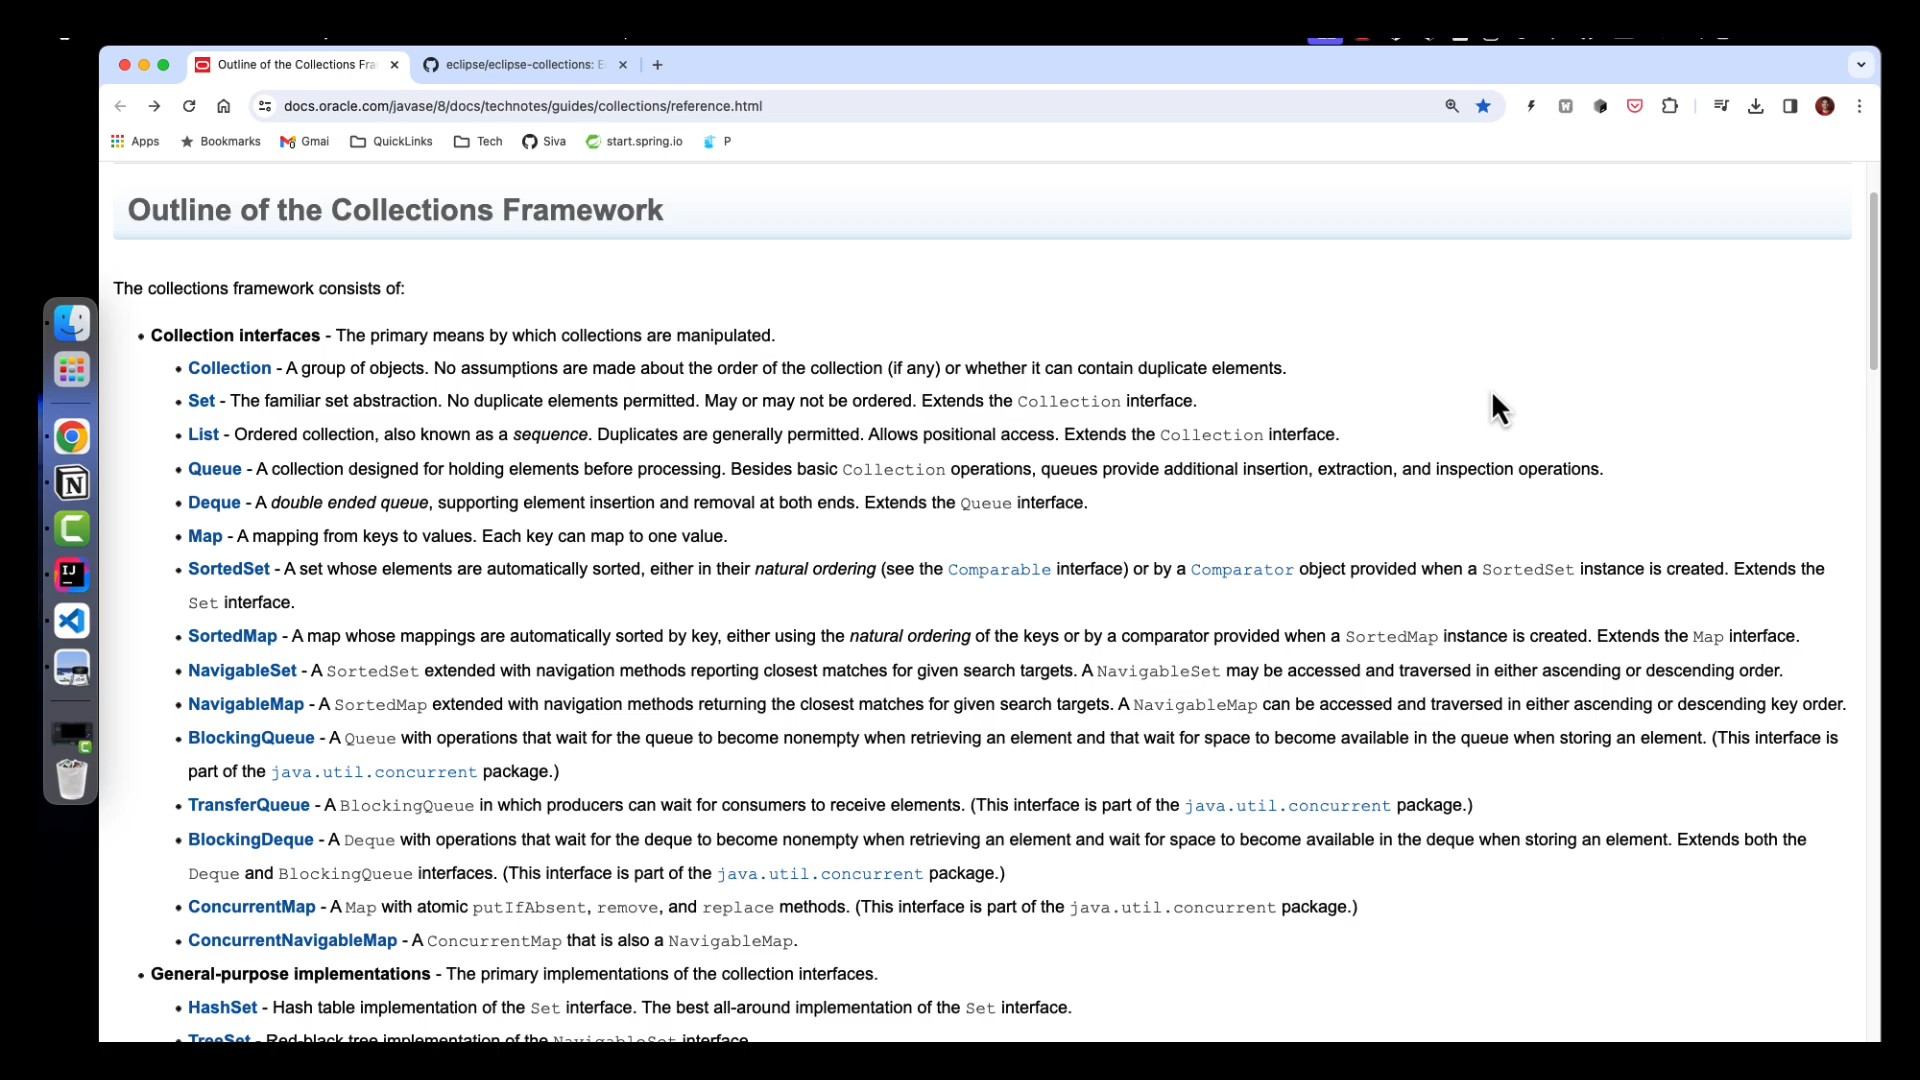 Outline of the Collections Fra
eclipse/eclipse-collections: E
docs.oracle.com/javase/8/docs/technotes/guides/collections/reference.html
Apps
Bookmarks
Gmai
QuickLinks
Tech
Siva
start.spring.io
P
Outline of the Collections Framework
The collections framework consists of:
• Collection interfaces - The primary means by which collections are manipulated.
• Collection - A group of objects. No assumptions are made about the order of the collection (if any) or whether it can contain duplicate elements.
• Set - The familiar set abstraction. No duplicate elements permitted. May or may not be ordered. Extends the Collection interface.
• List - Ordered collection, also known as a sequence. Duplicates are generally permitted. Allows positional access. Extends the Collection interface.
• Queue - A collection designed for holding elements before processing. Besides basic Collection operations, queues provide additional insertion, extraction, and inspection operations.
• Deque - A double ended queue, supporting element insertion and removal at both ends. Extends the Queue interface.
• Map - A mapping from keys to values. Each key can map to one value.
• SortedSet - A set whose elements are automatically sorted, either in their natural ordering (see the Comparable interface) or by a Comparator object provided when a SortedSet instance is created. Extends the
Set interface.
• SortedMap - A map whose mappings are automatically sorted by key, either using the natural ordering of the keys or by a comparator provided when a SortedMap instance is created. Extends the Map interface.
• NavigableSet - A SortedSet extended with navigation methods reporting closest matches for given search targets. A NavigableSet may be accessed and traversed in either ascending or descending order.
• NavigableMap - A SortedMap extended with navigation methods returning the closest matches for given search targets. A NavigableMap can be accessed and traversed in either ascending or descending key order.
• BlockingQueue - A Queue with operations that wait for the queue to become nonempty when retrieving an element and that wait for space to become available in the queue when storing an element. (This interface is
part of the java.util.concurrent package.)
• TransferQueue - A BlockingQueue in which producers can wait for consumers to receive elements. (This interface is part of the java.util.concurrent package.)
• BlockingDeque - A Deque with operations that wait for the deque to become nonempty when retrieving an element and wait for space to become available in the deque when storing an element. Extends both the
Deque and BlockingQueue interfaces. (This interface is part of the java.util.concurrent package.)
• ConcurrentMap - A Map with atomic putIfAbsent, remove, and replace methods. (This interface is part of the java.util.concurrent package.)
• ConcurrentNavigableMap - A ConcurrentMap that is also a NavigableMap.
• General-purpose implementations - The primary implementations of the collection interfaces.
• HashSet - Hash table implementation of the Set interface. The best all-around implementation of the Set interface.
• TreeSet - Red-black tree implementation of the NavigableSet interface.